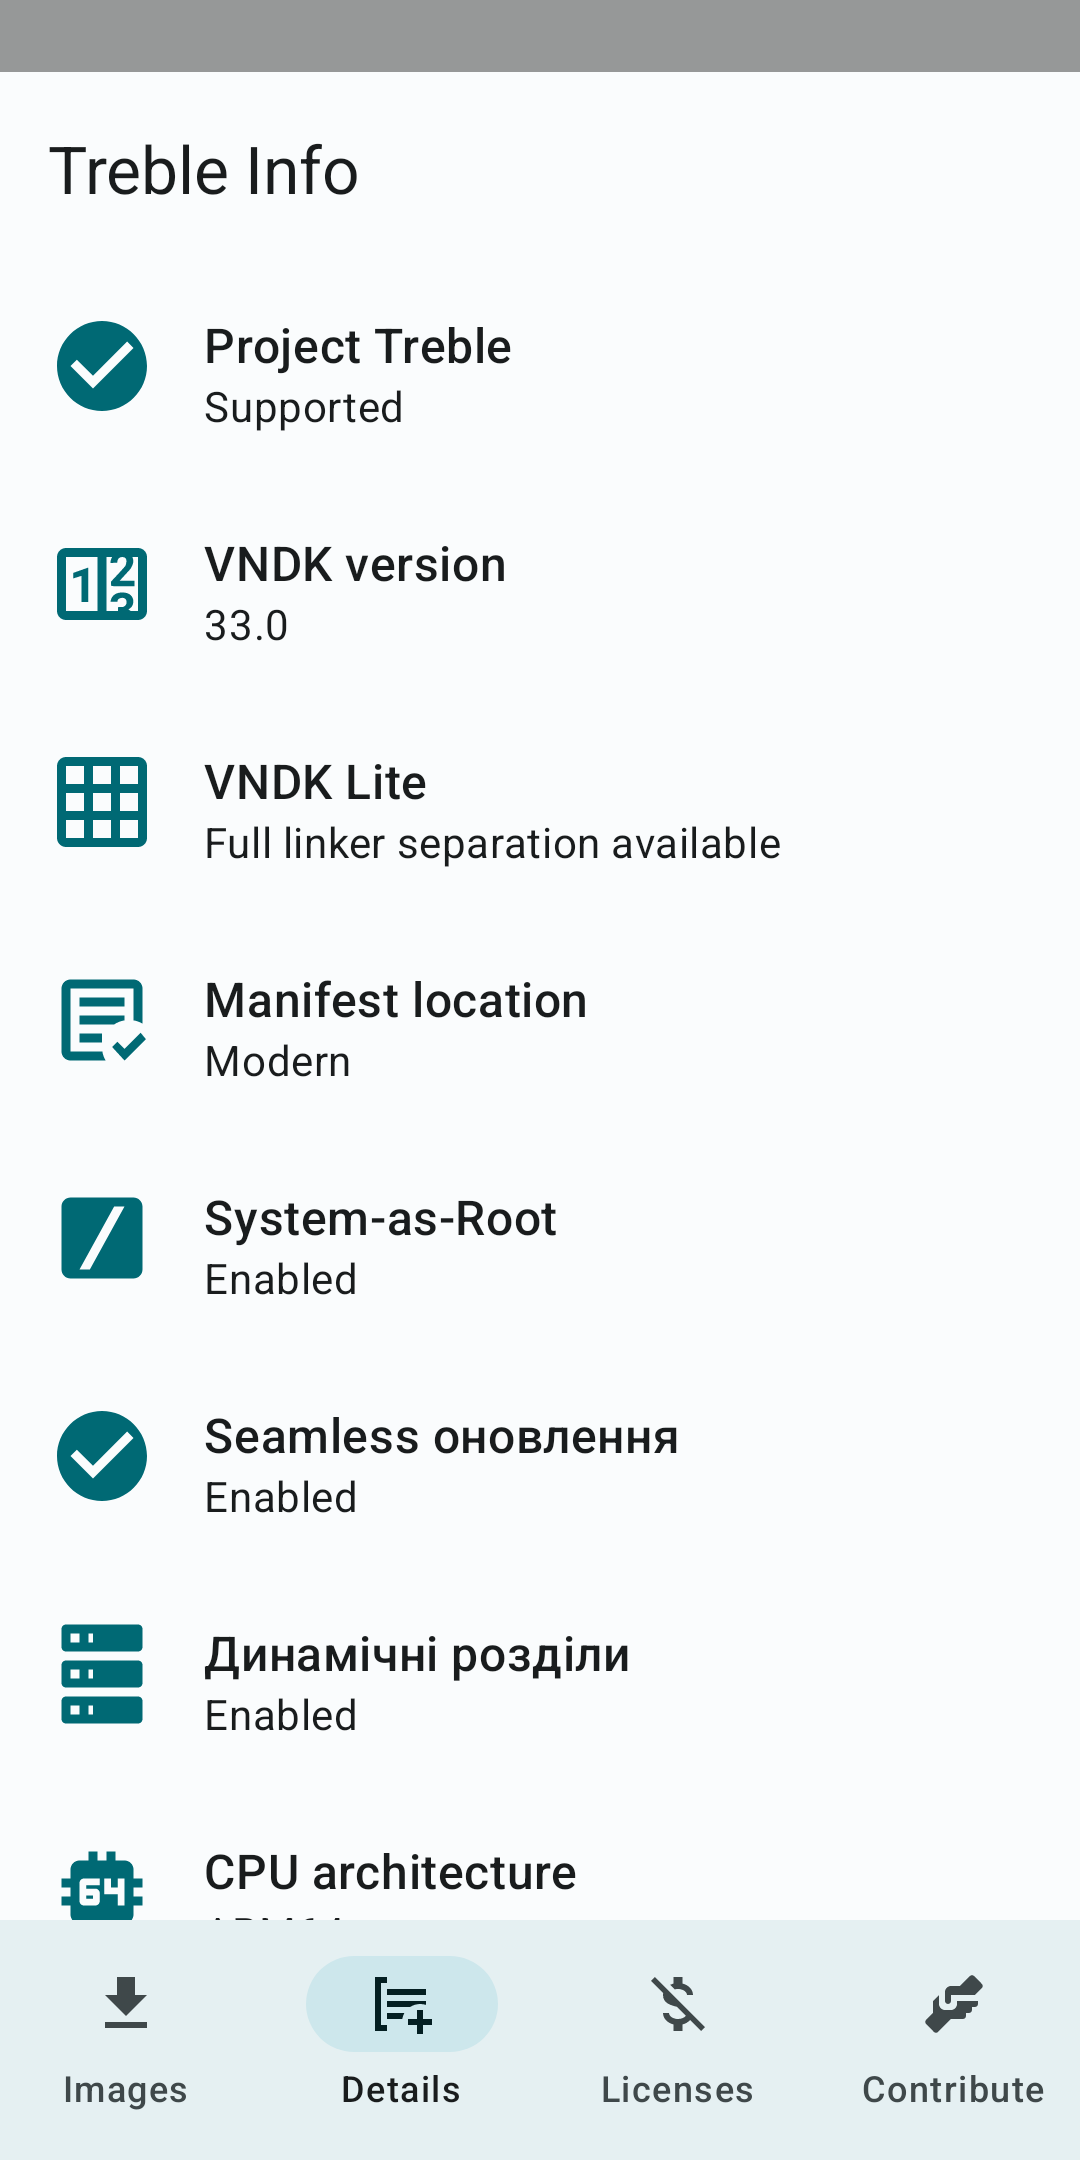 Treble Info
Project Treble
Supported
VNDK version
33.0
VNDK Lite
Full linker separation available
Manifest location
Modern
System-as-Root
Enabled
Seamless оновлення
Enabled
Динамічні розділи
Enabled
CPU architecture
Images
Details
Licenses
Contribute